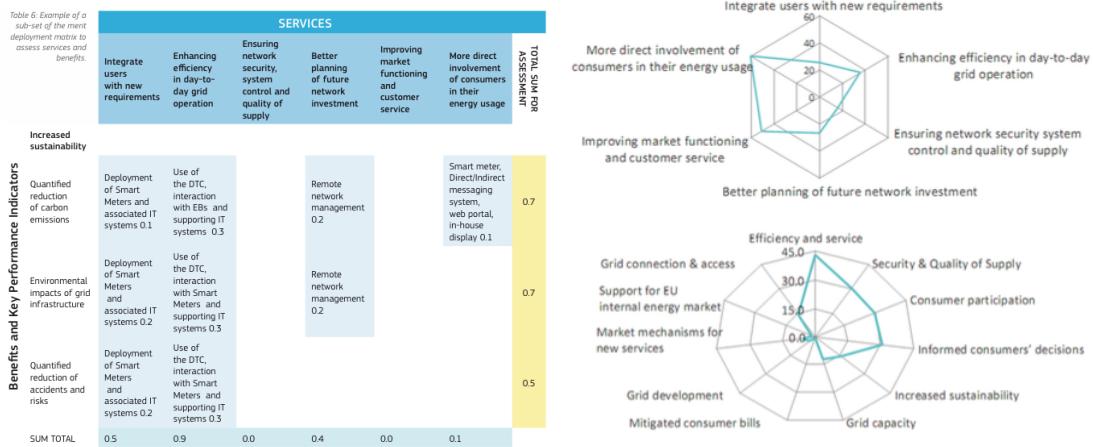 Table 6: Example of a
sub-set of the merit
deployment matrix to
assess services and
benefits.
SERVICES
Integrate
users
with new
requirements
Enhancing
efficiency
in day-to-
day grid
operation
Ensuring
network
security,
system
control and
quality of
supply
Better
planning
of future
network
investment
Improving
market
functioning
and
customer
service
More direct
involvement
of consumers
in their
energy usage
TOTAL SUM FOR
ASSESSMENT
Benefits and Key Performance Indicators
Increased
sustainability
Quantified
reduction
of carbon
emissions
Deployment
of Smart
Meters and
associated IT
systems 0.1
Use of
the DTC,
interaction
with EBs and
supporting IT
systems 0.3
Remote
network
management
0.2
Smart meter,
Direct/Indirect
messaging
system,
web portal,
in-house
display 0.1
0.7
Environmental
impacts of grid
infrastructure
Deployment
of Smart
Meters
and
associated IT
systems 0.2
Use of
the DTC,
interaction
with Smart
Meters and
supporting IT
systems 0.3
Remote
network
management
0.2
0.7
Quantified
reduction of
accidents and
risks
Deployment
of Smart
Meters
and
associated IT
systems 0.2
Use of
the DTC,
interaction
with Smart
Meters and
supporting IT
systems 0.3
0.5
SUM TOTAL
0.5
0.9
0.0
0.4
0.0
0.1
Integrate users with new requirements
60
40
20
0
More direct involvement of
consumers in their energy usage
Enhancing efficiency in day-to-day
grid operation
Improving market functioning
and customer service
Ensuring network security system
control and quality of supply
Better planning of future network investment
Efficiency and service
45.0
30.0
15.0
0.0
Grid connection & access
Security & Quality of Supply
Support for EU
internal energy market
Consumer participation
Market mechanisms for
new services
Informed consumers' decisions
Grid development
Increased sustainability
Mitigated consumer bills
Grid capacity